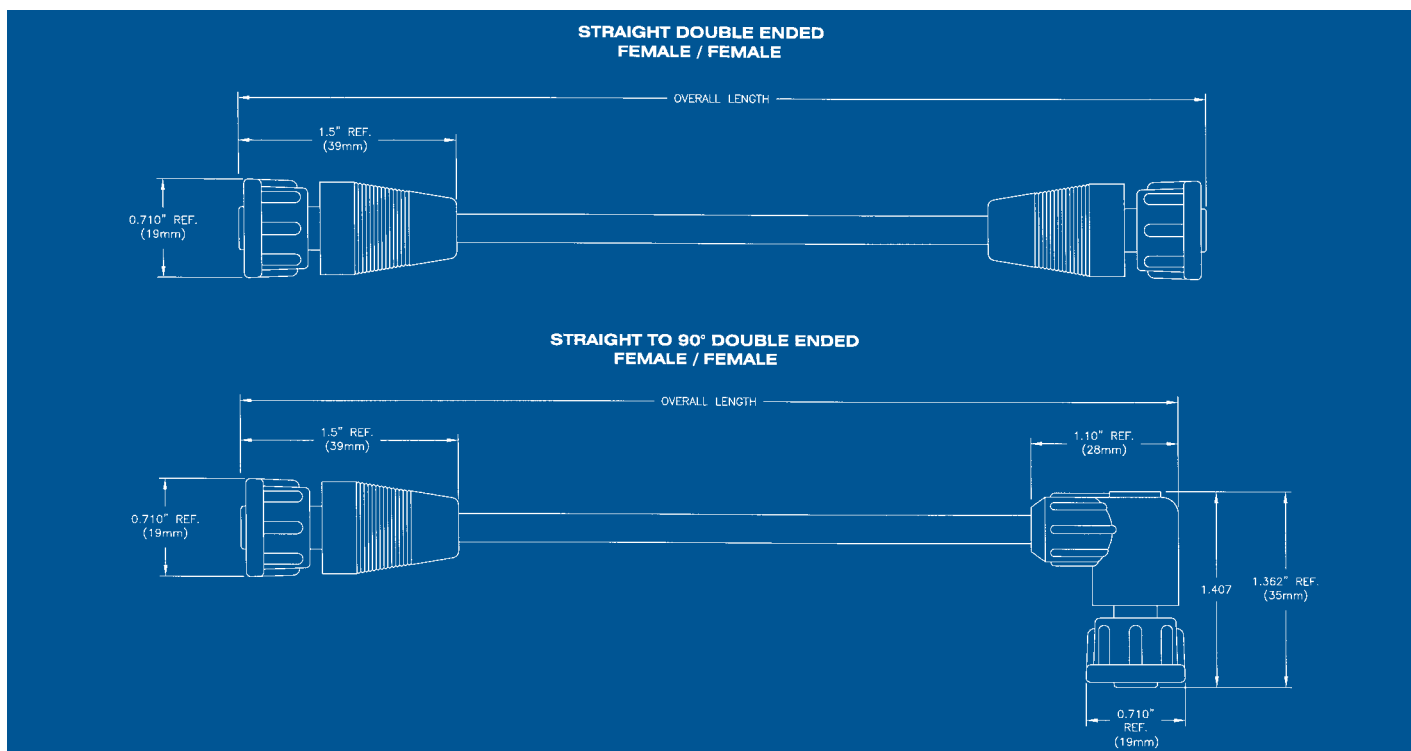 STRAIGHT DOUBLE ENDED
FEMALE / FEMALE
OVERALL LENGTH
1.5" REF.
(39mm)
0.710" REF.
(19mm)
STRAIGHT TO 90° DOUBLE ENDED
FEMALE / FEMALE
OVERALL LENGTH
1.5" REF.
(39mm)
1.10" REF.
(28mm)
0.710" REF.
(19mm)
1.407
1.362" REF.
(35mm)
0.710"
REF.
(19mm)